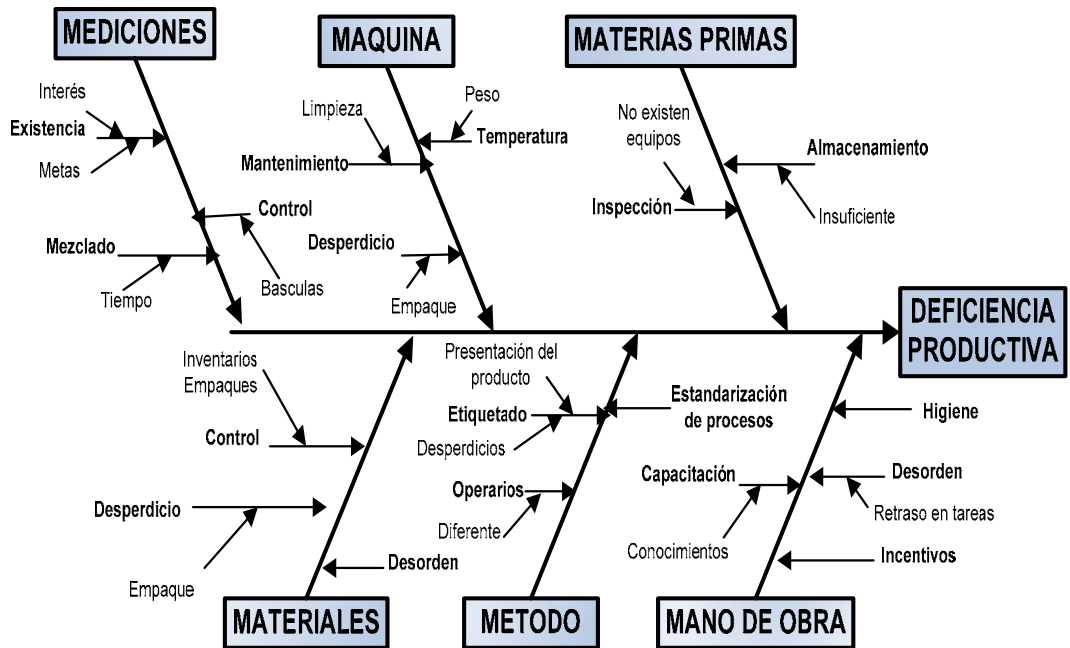 MEDICIONES
MAQUINA
MATERIAS PRIMAS
Interés
Existencia
Metas
Control
Mezclado
Tiempo
Basculas
Limpieza
Peso
Temperatura
Mantenimiento
Desperdicio
Empaque
No existen
equipos
Almacenamiento
Inspección
Insuficiente
DEFICIENCIA
PRODUCTIVA
Inventarios
Empaques
Control
Desperdicio
Empaque
Desorden
Presentación del
producto
Etiquetado
Estandarización
de procesos
Desperdicios
Operarios
Diferente
Higiene
Capacitación
Desorden
Retraso en tareas
Conocimientos
Incentivos
MATERIALES
METODO
MANO DE OBRA